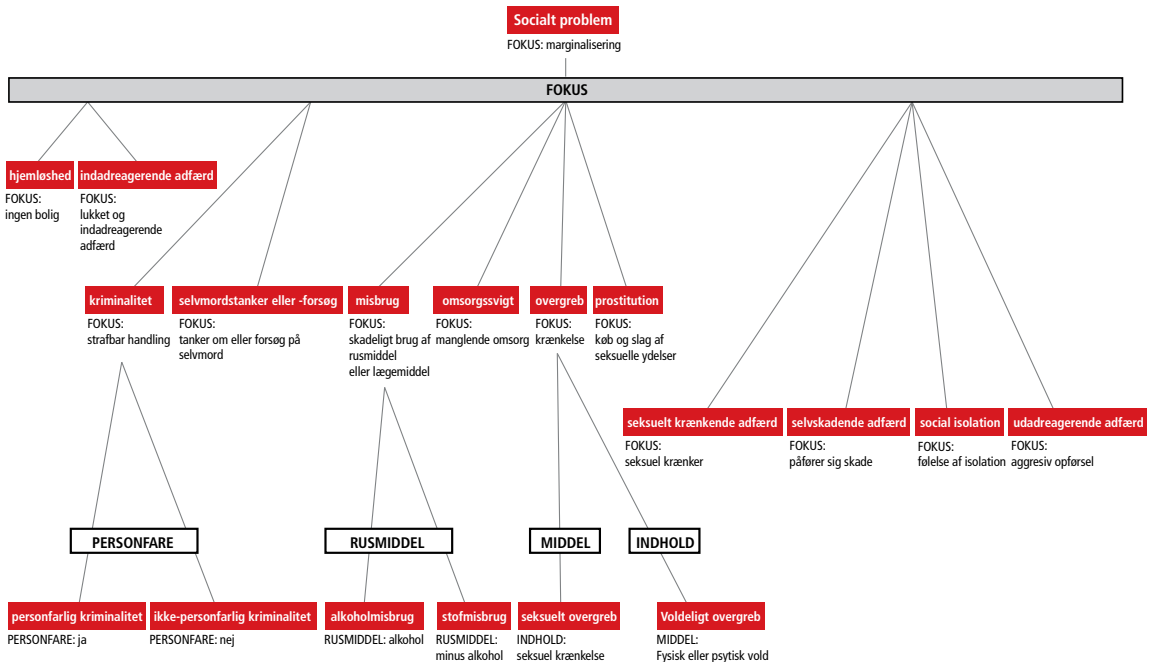 Socialt problem
FOKUS: marginalisering
FOKUS
hjemløshed
FOKUS:
ingen bolig
indadreagerende adfærd
FOKUS:
lukket og
indadreagerende
adfærd
kriminalitet
FOKUS:
strafbar handling
selvmordstanker eller -forsøg
FOKUS:
tanker om eller forsøg på
selvmord
misbrug
FOKUS:
skadeligt brug af
rusmiddel
eller lægemiddel
omsorgssvigt
FOKUS:
manglende omsorg
overgreb
FOKUS:
krænkelse
prostitution
FOKUS:
køb og slag af
seksuelle ydelser
seksuelt krænkende adfærd
FOKUS:
seksuel krænker
selvskadende adfærd
FOKUS:
påfører sig skade
social isolation
FOKUS:
følelse af isolation
udadreagerende adfærd
FOKUS:
aggresiv opførsel
PERSONFARE
RUSMIDDEL
MIDDEL
INDHOLD
personfarlig kriminalitet
PERSONFARE: ja
ikke-personfarlig kriminalitet
PERSONFARE: nej
alkoholmisbrug
RUSMIDDEL: alkohol
stofmisbrug
RUSMIDDEL:
minus alkohol
seksuelt overgreb
INDHOLD:
seksuel krænkelse
Voldeligt overgreb
MIDDEL:
Fysisk eller psytisk vold